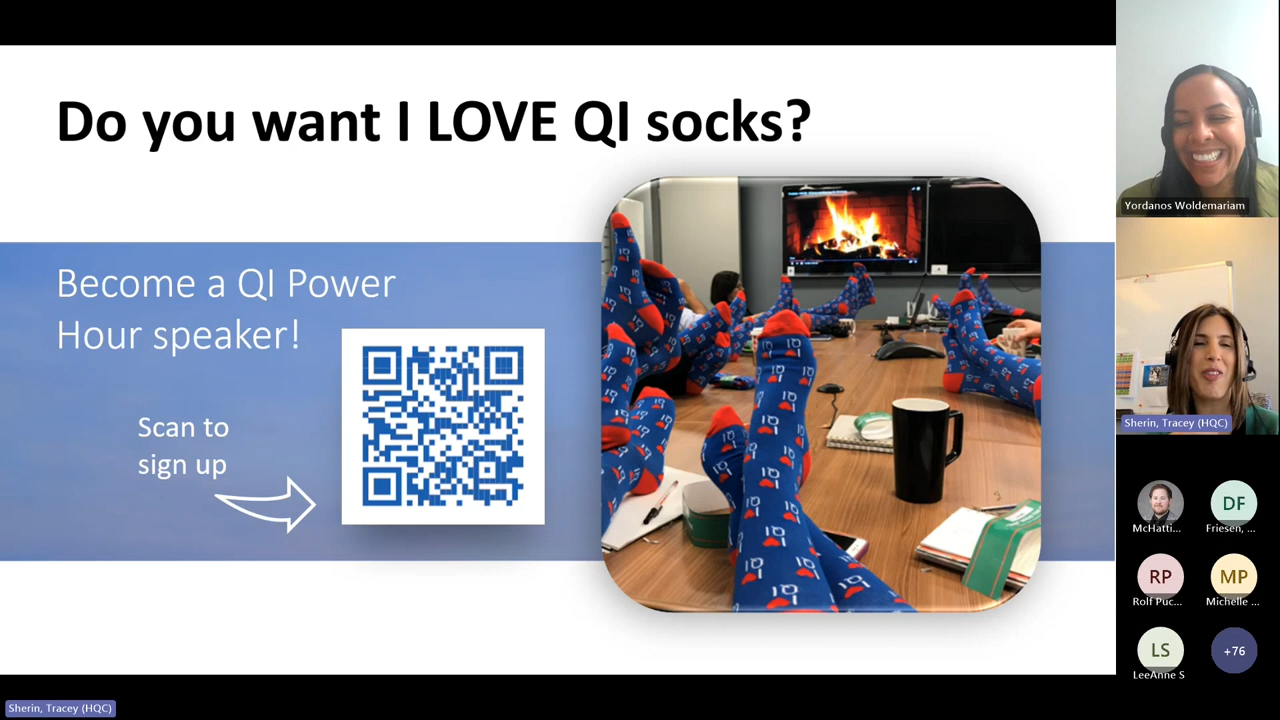 Do you want I LOVE QI socks?
Become a QI Power
Hour speaker!
Scan to
sign up
Yordanos Woldemariam
Sherin, Tracey (HQC)
McHatti...
DF
Friesen, ...
RP
Rolf Puc...
MP
Michelle ...
LS
LeeAnne S
+76
Sherin, Tracey (HQC)